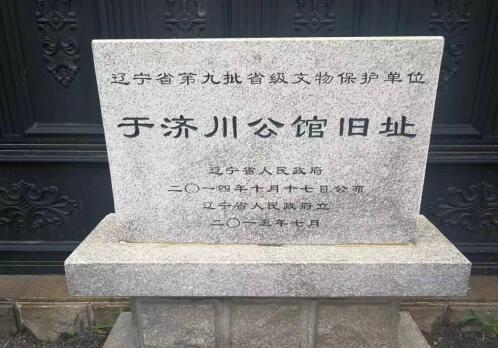 辽宁省第九批省级文物保护单位
于济川公馆旧址
辽宁省人民政府
二〇一四年十月十七日公布
辽宁省人民政府立
二〇一五年七月